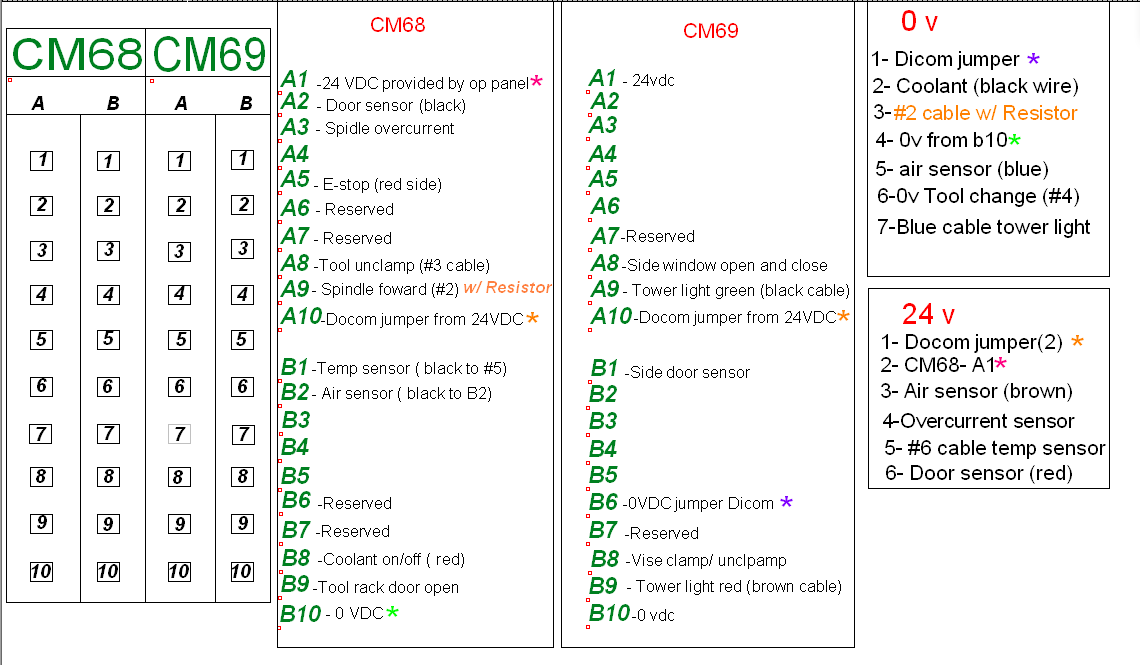 CM68 CM69
A B A B
1 1 1 1
2 2 2 2
3 3 3 3
4 4 4 4
5 5 5 5
6 6 6 6
7 7 7 7
8 8 8 8
9 9 9 9
10 10 10 10
CM68
A1 -24 VDC provided by op panel*
A2 - Door sensor (black)
A3 - Spidle overcurrent
A4
A5 - E-stop (red side)
A6 - Reserved
A7 - Reserved
A8 -Tool unclamp (#3 cable)
A9 - Spindle foward (#2) w/ Resistor
A10-Docom jumper from 24VDC*
B1 -Temp sensor ( black to #5)
B2 - Air sensor ( black to B2)
B3
B4
B5
B6 -Reserved
B7 -Reserved
B8 -Coolant on/off ( red)
B9 -Tool rack door open
B10 - 0 VDC*
CM69
A1 - 24vdc
A2
A3
A4
A5
A6
A7 -Reserved
A8 -Side window open and close
A9 - Tower light green (black cable)
A10 -Docom jumper from 24VDC*
B1 -Side door sensor
B2
B3
B4
B5
B6 -0VDC jumper Dicom *
B7 -Reserved
B8 -Vise clamp/ unclpamp
B9 - Tower light red (brown cable)
B10 -0 vdc
0 v
1- Dicom jumper *
2- Coolant (black wire)
3-#2 cable w/ Resistor
4- 0v from b10*
5- air sensor (blue)
6-0v Tool change (#4)
7-Blue cable tower light
24 v
1- Docom jumper(2) *
2- CM68- A1*
3- Air sensor (brown)
4-Overcurrent sensor
5- #6 cable temp sensor
6- Door sensor (red)